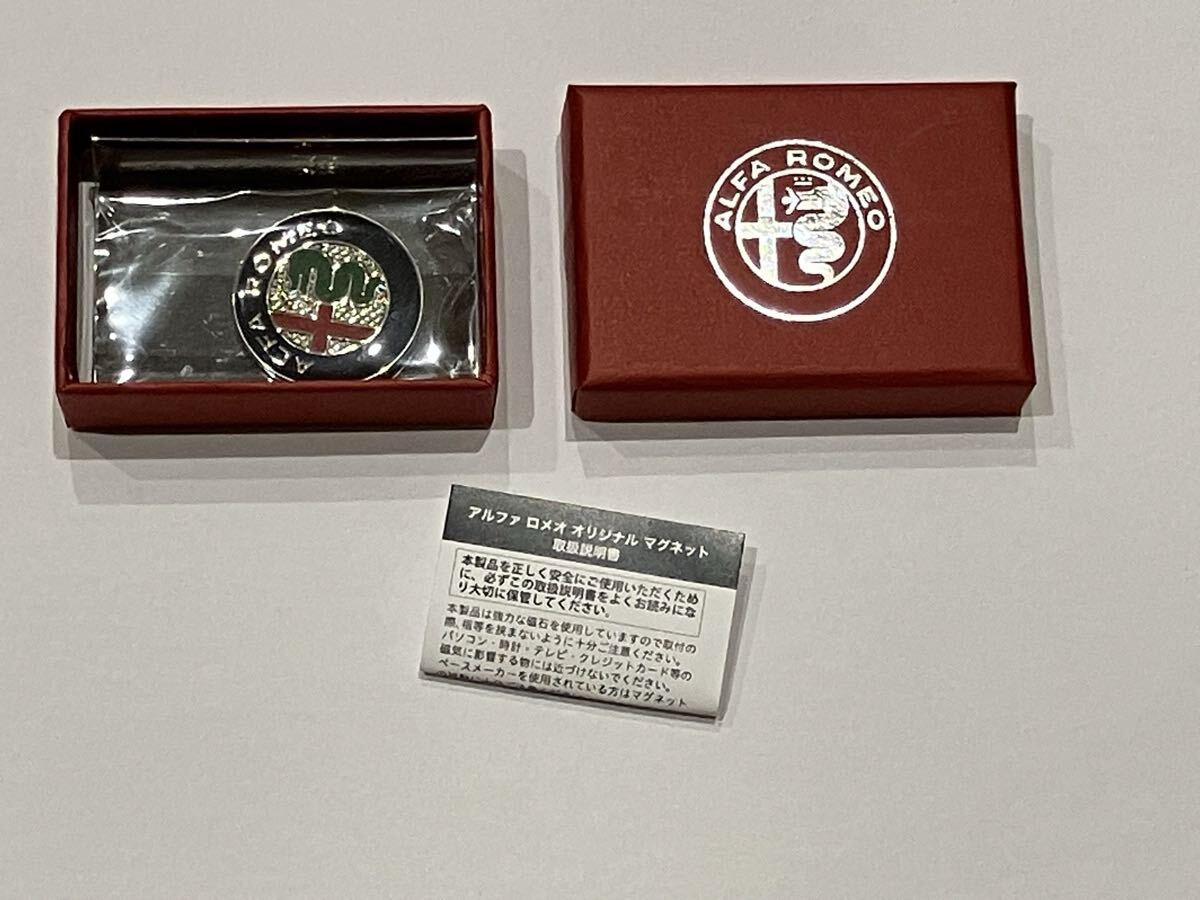 ALFA ROMEO
ALFA ROMEO
アルファ ロメオ オリジナル マグネット
取扱説明書
本製品を正しく安全にご使用いただくため
に、必ずこの取扱説明書をよくお読みにな
り大切に保管してください。
本製品は強力な磁石を使用していますので取付の
際、指等を挟まないように十分ご注意ください。
パソコン・時計・テレビ・クレジットカード等の
磁気に影響する物には近づけないでください。
ペースメーカーを使用されている方はマグネット